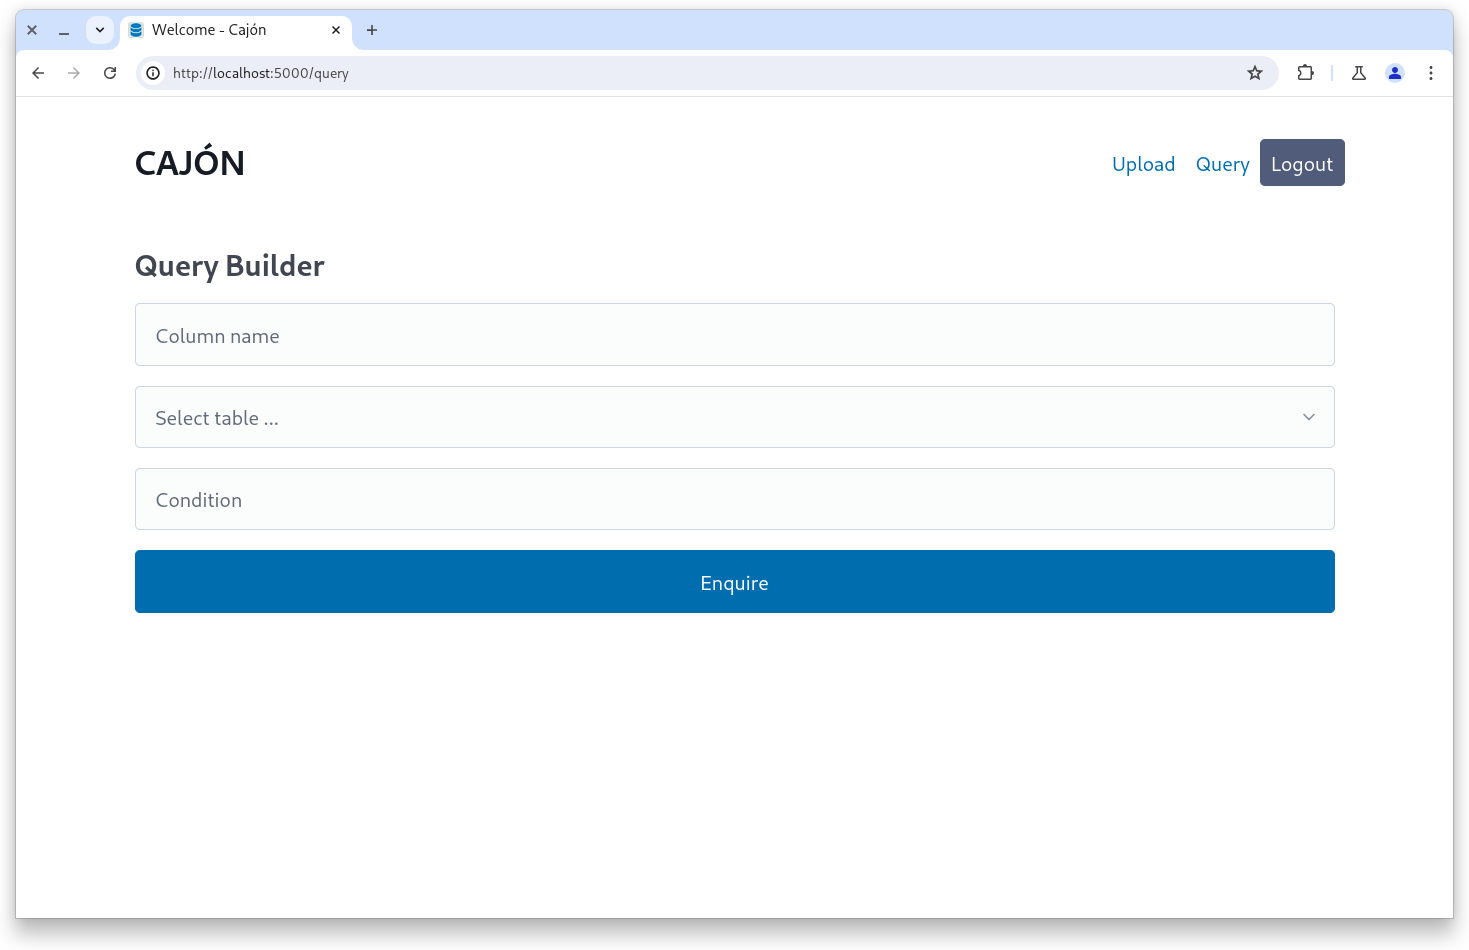 Welcome - Cajón
http://localhost:5000/query
CAJÓN
Upload Query Logout
Query Builder
Column name
Select table ...
Condition
Enquire